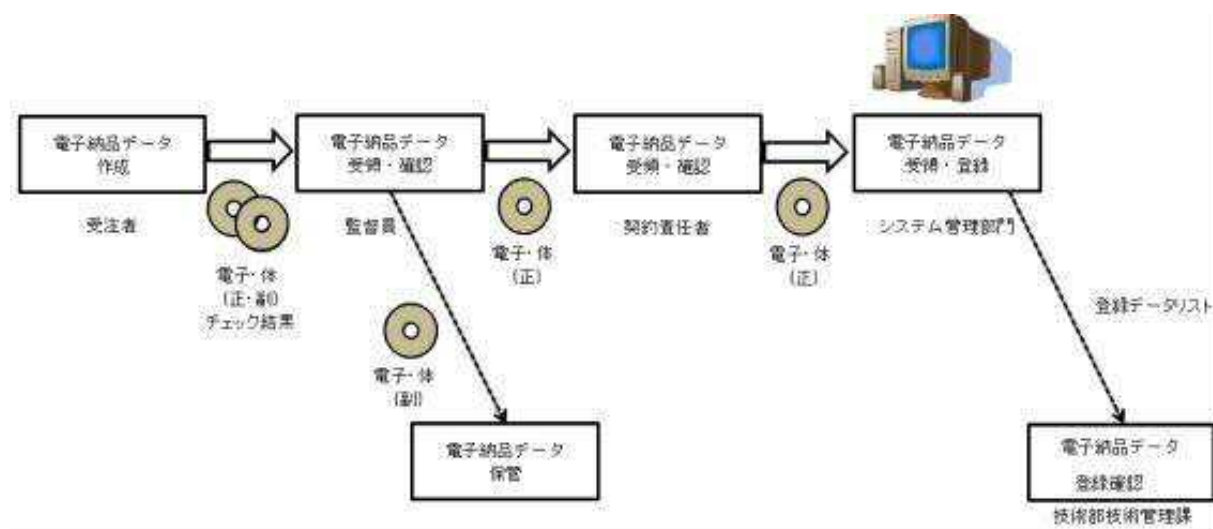 電子納品データ
作成
受注者
電子・体
(正・副)
チェック結果
電子納品データ
受領・確認
監督員
電子・体
(正)
電子納品データ
受領・確認
契約責任者
電子・体
(正)
電子納品データ
受領・登録
システム管理部門
電子・体
(副)
電子納品データ
保管
登録データリスト
電子納品データ
登録確認
技術部技術管理課